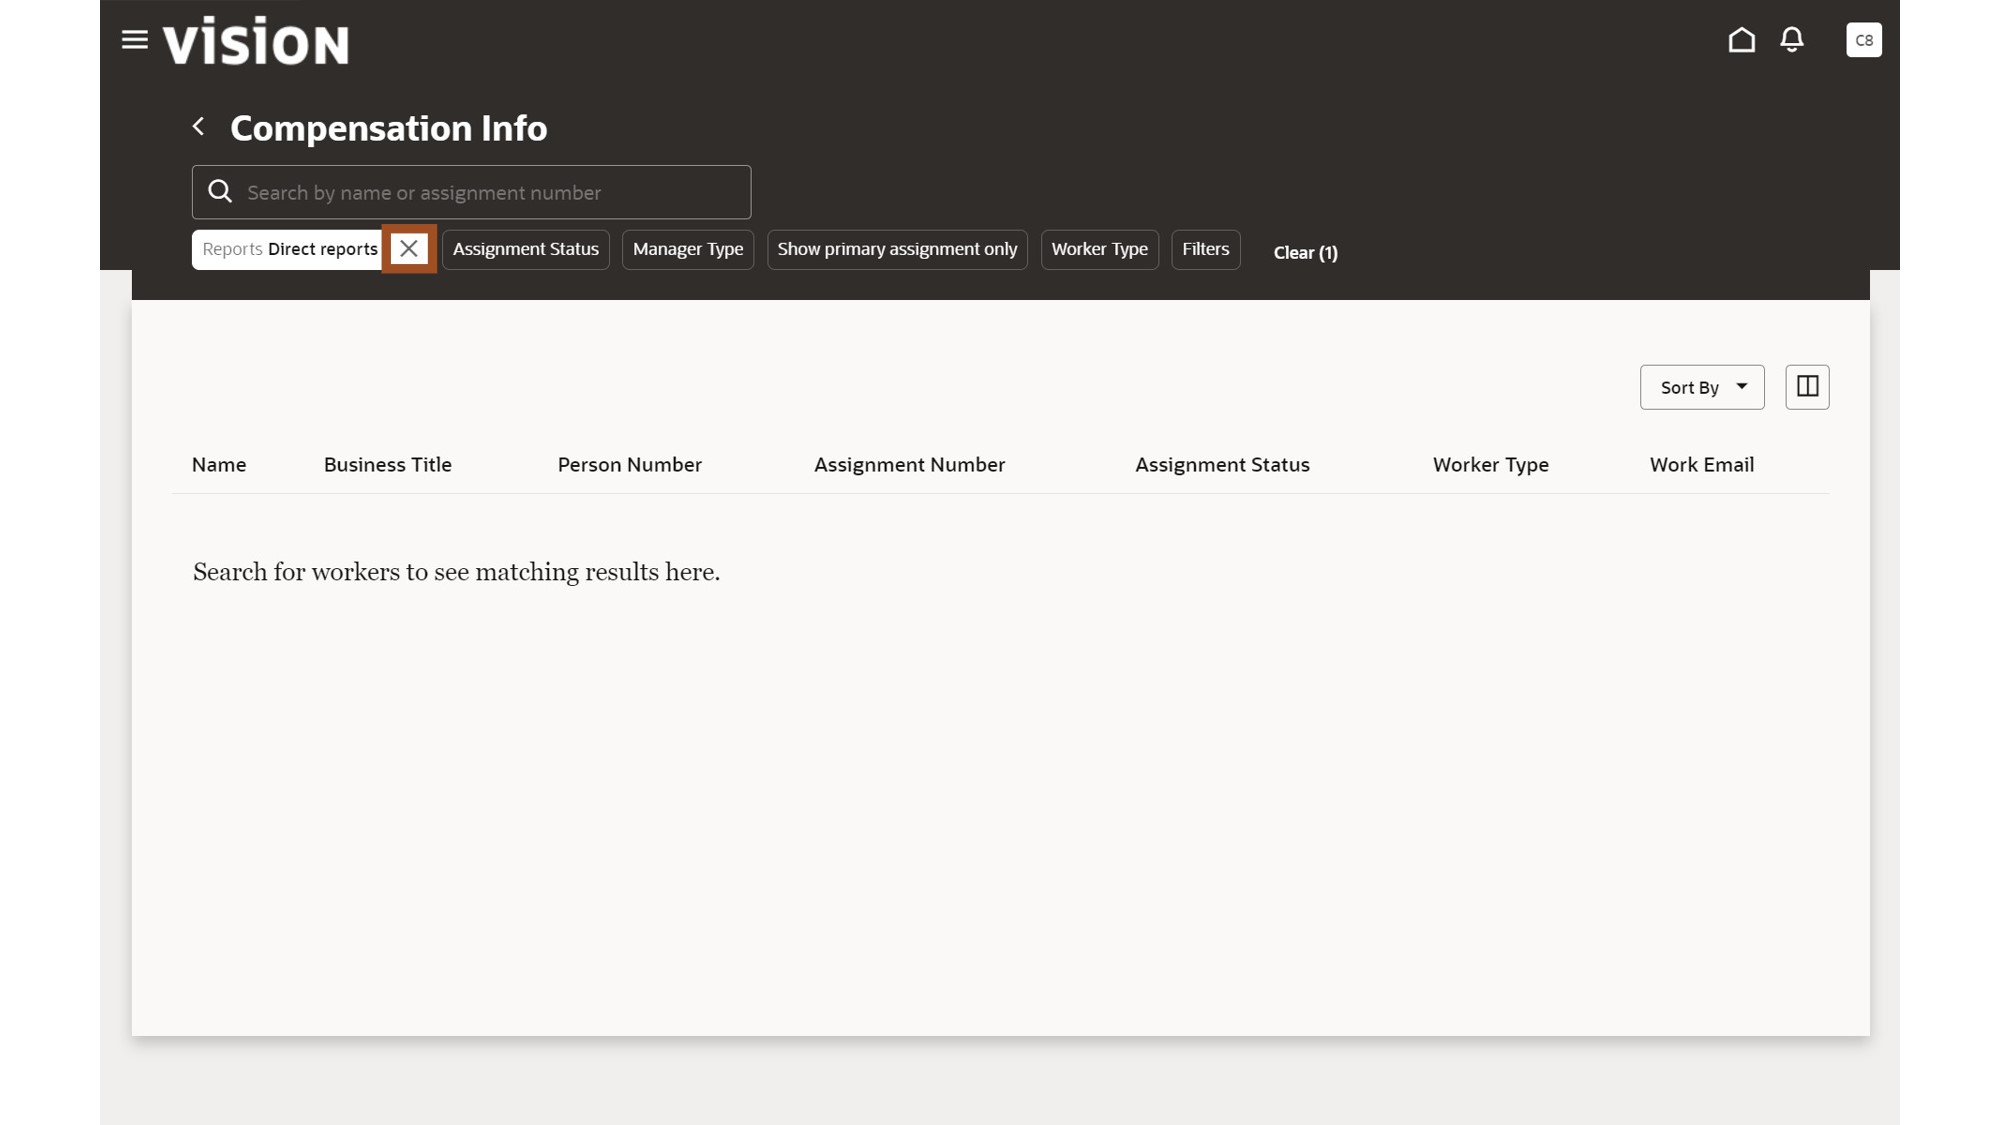 vision
C8
Compensation Info
Search by name or assignment number
Reports Direct reports Assignment Status Manager Type Show primary assignment only Worker Type Filters Clear (1)
Sort By
Name Business Title Person Number Assignment Number Assignment Status Worker Type Work Email
Search for workers to see matching results here.